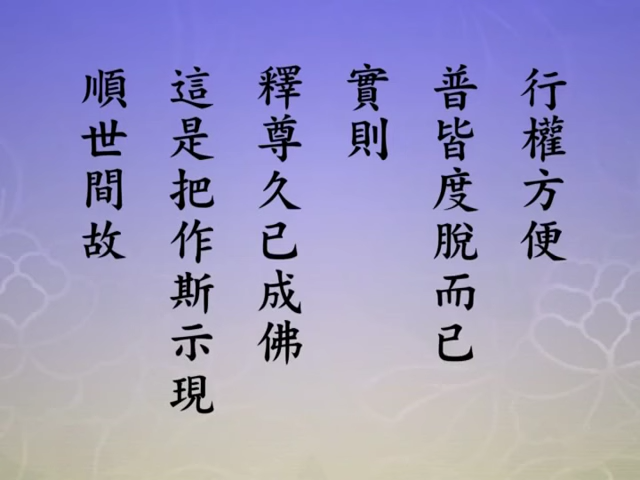 行權方便
普皆度脫而已
實則
釋尊久已成佛
這是把作斯示現
順世間故